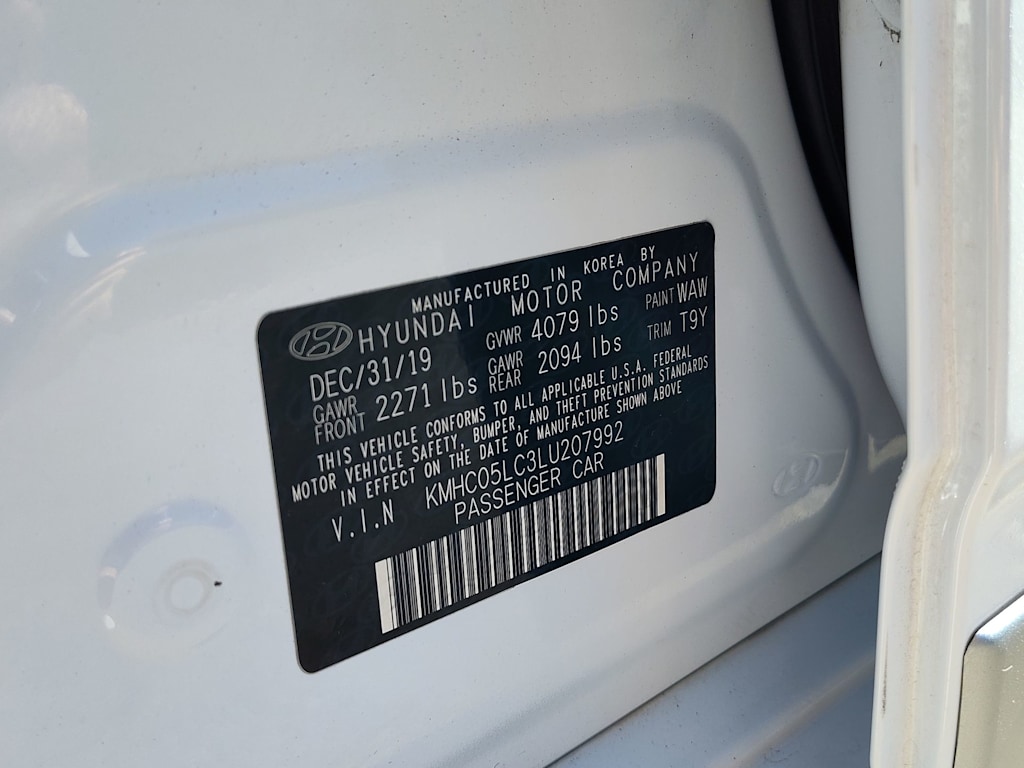 MANUFACTURED IN KOREA BY
HYUNDAI MOTOR COMPANY
DEC/31/19 GVWR 4079 lbs PAINT WAW
GAWR FRONT 2271 lbs GAWR REAR 2094 lbs TRIM T9Y
THIS VEHICLE CONFORMS TO ALL APPLICABLE U.S.A. FEDERAL
MOTOR VEHICLE SAFETY, BUMPER, AND THEFT PREVENTION STANDARDS
IN EFFECT ON THE DATE OF MANUFACTURE SHOWN ABOVE
V.I.N KMHC05LC3LU207992
PASSENGER CAR